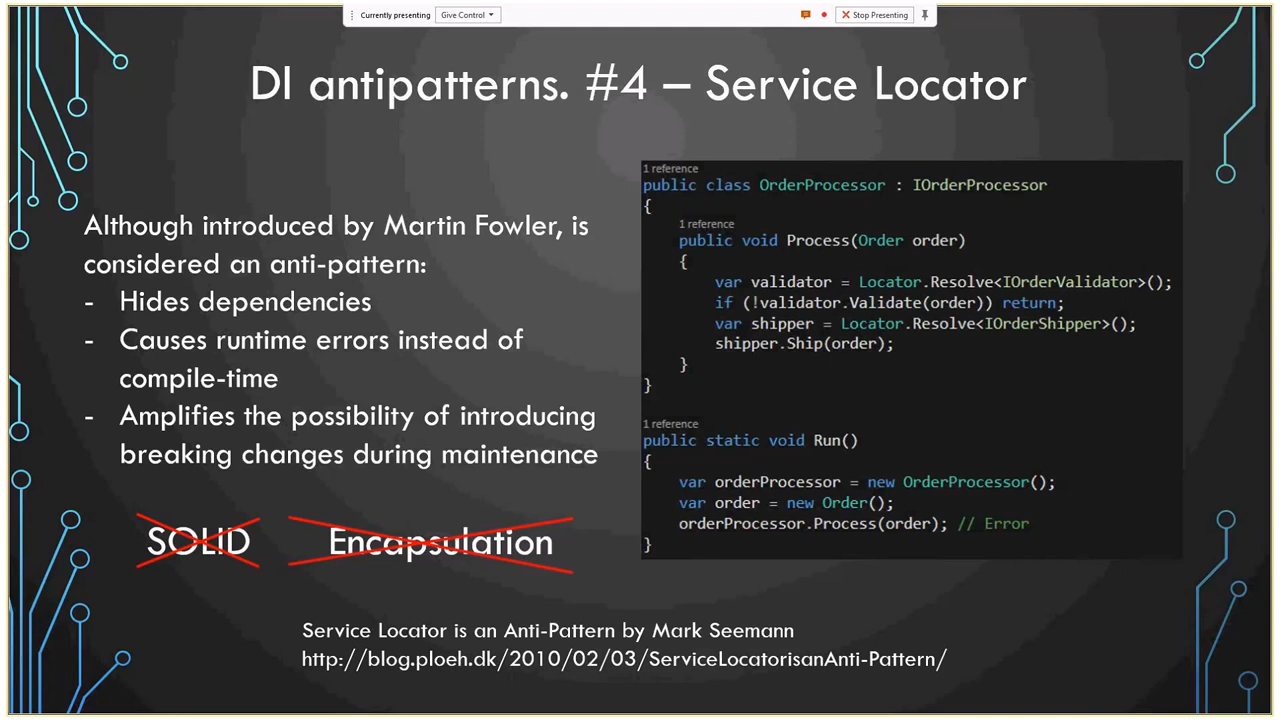 Currently presenting Give Control Stop Presenting
DI antipatterns. #4 – Service Locator
Although introduced by Martin Fowler, is
considered an anti-pattern:
- Hides dependencies
- Causes runtime errors instead of
compile-time
- Amplifies the possibility of introducing
breaking changes during maintenance
SOLID Encapsulation
1 reference
public class OrderProcessor : IOrderProcessor
{
1 reference
public void Process(Order order)
{
var validator = Locator.Resolve<IOrderValidator>();
if (!validator.Validate(order)) return;
var shipper = Locator.Resolve<IOrderShipper>();
shipper.Ship(order);
}
}
1 reference
public static void Run()
{
var orderProcessor = new OrderProcessor();
var order = new Order();
orderProcessor.Process(order); // Error
}
Service Locator is an Anti-Pattern by Mark Seemann
http://blog.ploeh.dk/2010/02/03/ServiceLocatorisanAnti-Pattern/